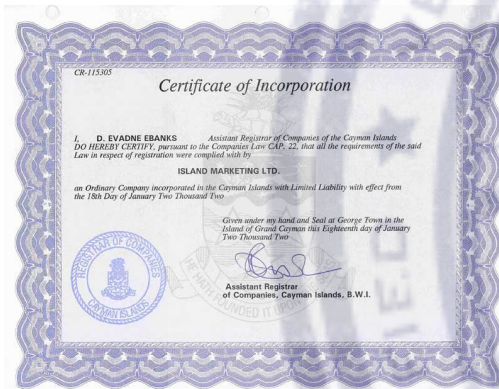 CR-115305
Certificate of Incorporation
I, D. EVADNE EBANKS Assistant Registrar of Companies of the Cayman Islands
DO HEREBY CERTIFY, pursuant to the Companies Law CAP. 22, that all the requirements of the said
Law in respect of registration were complied with by
ISLAND MARKETING LTD.
an Ordinary Company incorporated in the Cayman Islands with Limited Liability with effect from
the 18th Day of January Two Thousand Two
Given under my hand and Seal at George Town in the
Island of Grand Cayman this Eighteenth day of January
Two Thousand Two
REGISTRAR OF COMPANIES
CAYMAN ISLANDS
Assistant Registrar
of Companies, Cayman Islands, B.W.I.
HE HATH FOUNDED IT UPON